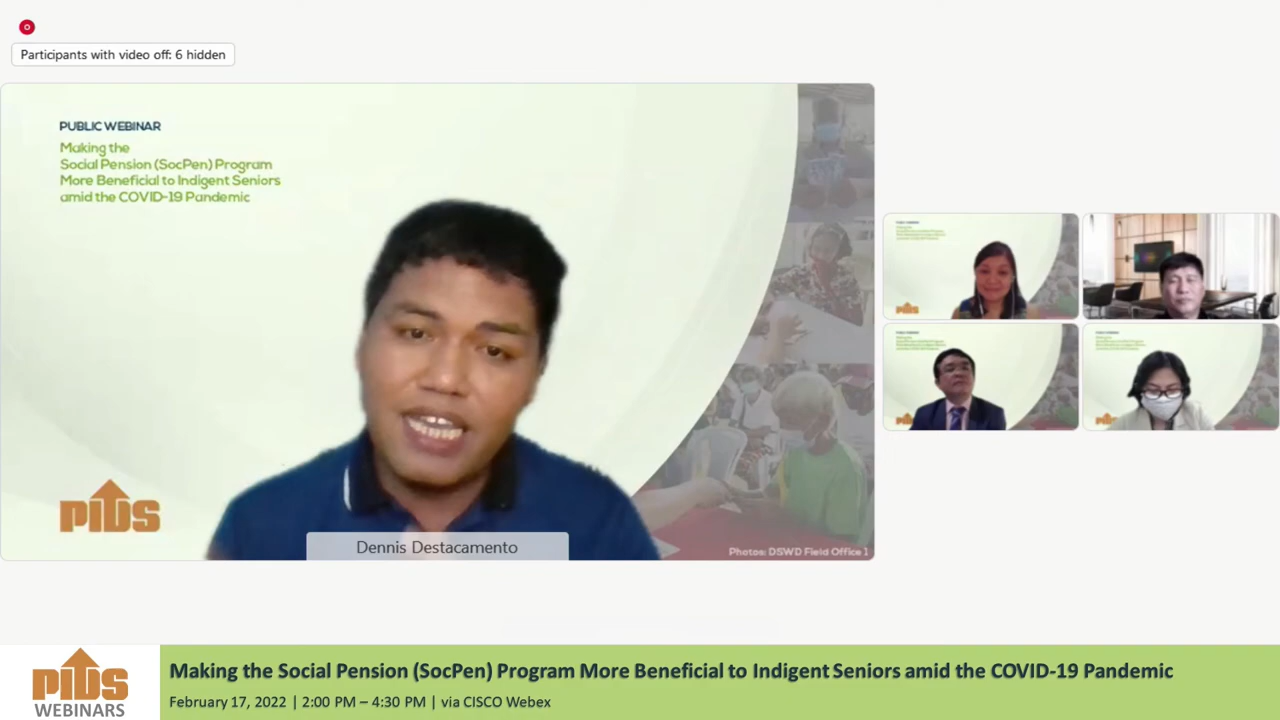 Participants with video off: 6 hidden
PUBLIC WEBINAR
Making the
Social Pension (SocPen) Program
More Beneficial to Indigent Seniors
amid the COVID-19 Pandemic
PIDS
Dennis Destacamento
Photos: DSWD Field Office 1
PIDS
WEBINARS
Making the Social Pension (SocPen) Program More Beneficial to Indigent Seniors amid the COVID-19 Pandemic
February 17, 2022 | 2:00 PM – 4:30 PM | via CISCO Webex